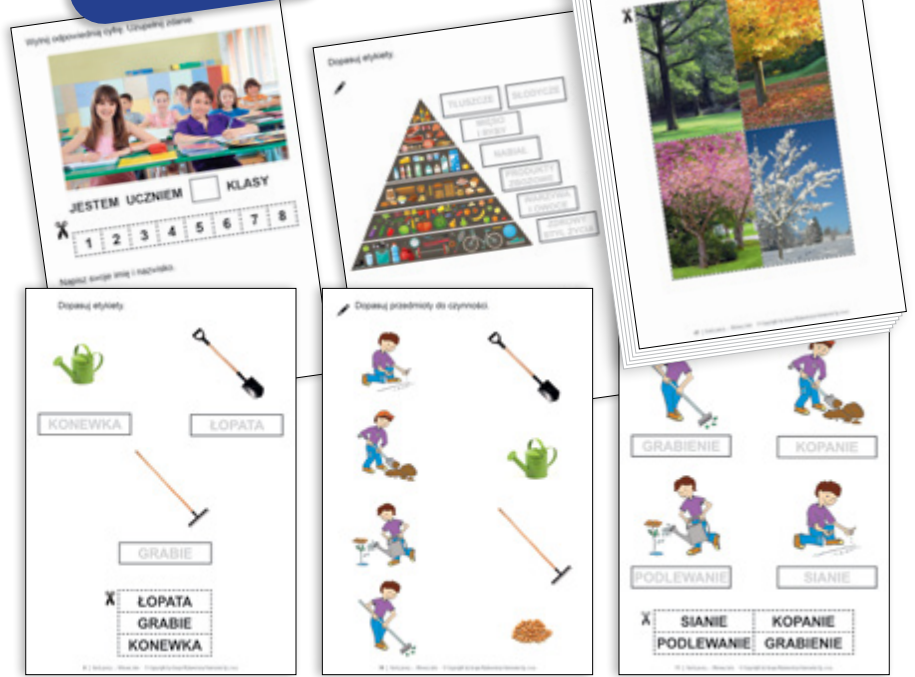 Wytnij odpowiednią cyfrę. Uzupełnij zdanie.
JESTEM UCZNIEM KLASY
1 2 3 4 5 6 7 8
Napisz swoje imię i nazwisko.
Dopasuj etykiety.
TŁUSZCZE
SŁODYCZE
MIĘSO
I RYBY
NABIAŁ
PRODUKTY
ZBOŻOWE
WARZYWA
I OWOCE
ZDROWY
STYL ŻYCIA
Dopasuj etykiety.
KONEWKA
ŁOPATA
GRABIE
ŁOPATA
GRABIE
KONEWKA
Dopasuj przedmioty do czynności.
GRABIENIE
KOPANIE
PODLEWANIE
SIANIE
SIANIE KOPANIE
PODLEWANIE GRABIENIE